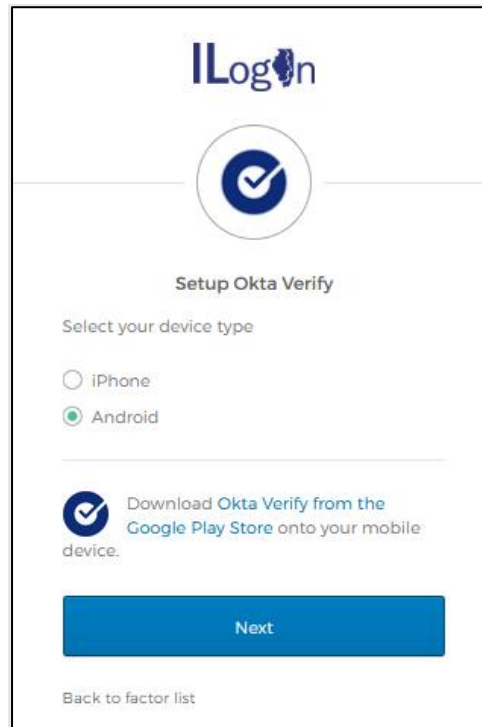 ILogIn
Setup Okta Verify
Select your device type
iPhone
Android
Download Okta Verify from the
Google Play Store onto your mobile
device.
Next
Back to factor list